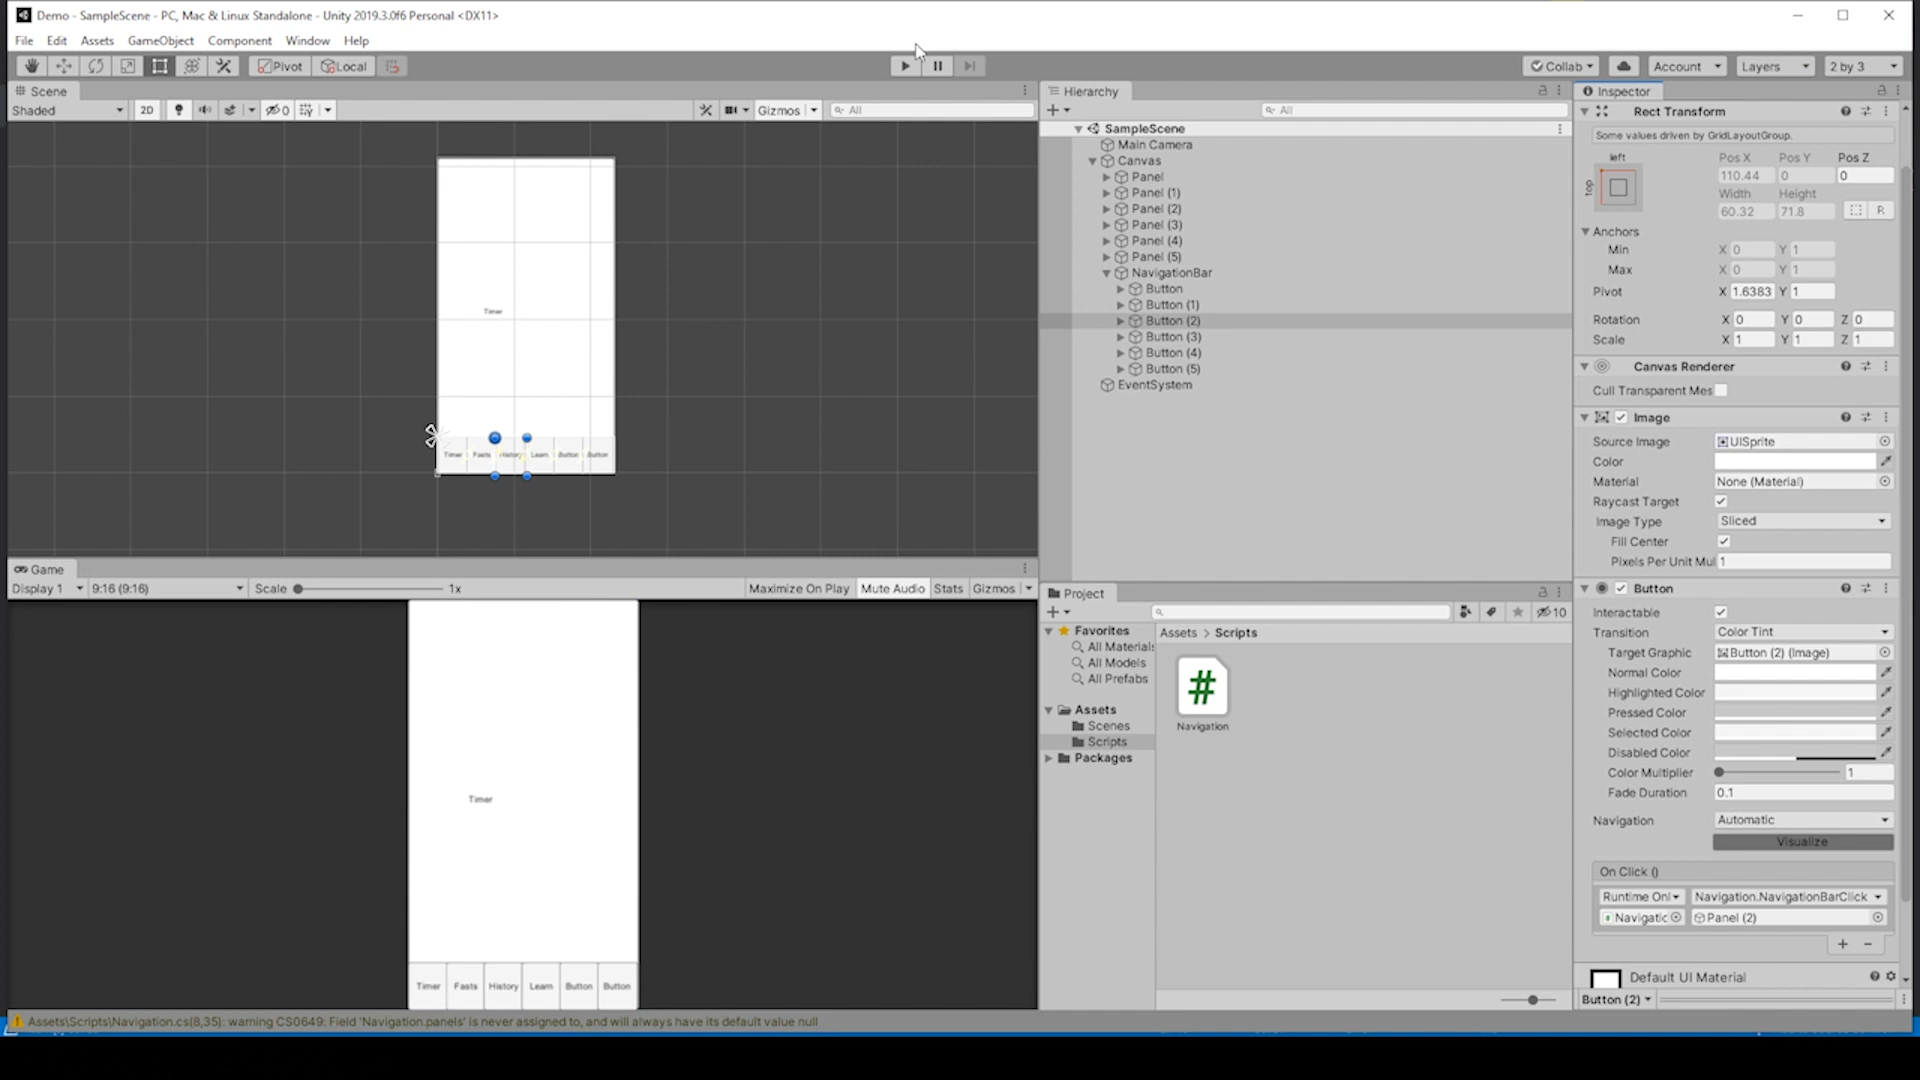 Demo - SampleScene - PC, Mac & Linux Standalone - Unity 2019.3.0f6 Personal <DX11>
File Edit Assets GameObject Component Window Help
Pivot Local
Collab Account Layers 2 by 3
Scene
Shaded 2D 0 Gizmos All
Timer
Timer Fasts History Learn Button Button
Game
Display 1 9:16 (9:16) Scale 1x Maximize On Play Mute Audio Stats Gizmos
Timer
Timer Fasts History Learn Button Button
Hierarchy
All
SampleScene
Main Camera
Canvas
Panel
Panel (1)
Panel (2)
Panel (3)
Panel (4)
Panel (5)
NavigationBar
Button
Button (1)
Button (2)
Button (3)
Button (4)
Button (5)
EventSystem
Project
10
Favorites
All Materials
All Models
All Prefabs
Assets
Scenes
Scripts
Packages
Assets > Scripts
#
Navigation
Inspector
Rect Transform
Some values driven by GridLayoutGroup.
left
top
Pos X Pos Y Pos Z
110.44 0 0
Width Height
60.32 71.8 R
Anchors
Min X 0 Y 1
Max X 0 Y 1
Pivot X 1.6383 Y 1
Rotation X 0 Y 0 Z 0
Scale X 1 Y 1 Z 1
Canvas Renderer
Cull Transparent Mes
Image
Source Image UISprite
Color
Material None (Material)
Raycast Target
Image Type Sliced
Fill Center
Pixels Per Unit Mul 1
Button
Interactable
Transition Color Tint
Target Graphic Button (2) (Image)
Normal Color
Highlighted Color
Pressed Color
Selected Color
Disabled Color
Color Multiplier 1
Fade Duration 0.1
Navigation Automatic
Visualize
On Click ()
Runtime Onl Navigation.NavigationBarClick
Navigatic Panel (2)
+ -
Default UI Material
Button (2)
Assets\Scripts\Navigation.cs(8,35): warning CS0649: Field 'Navigation.panels' is never assigned to, and will always have its default value null